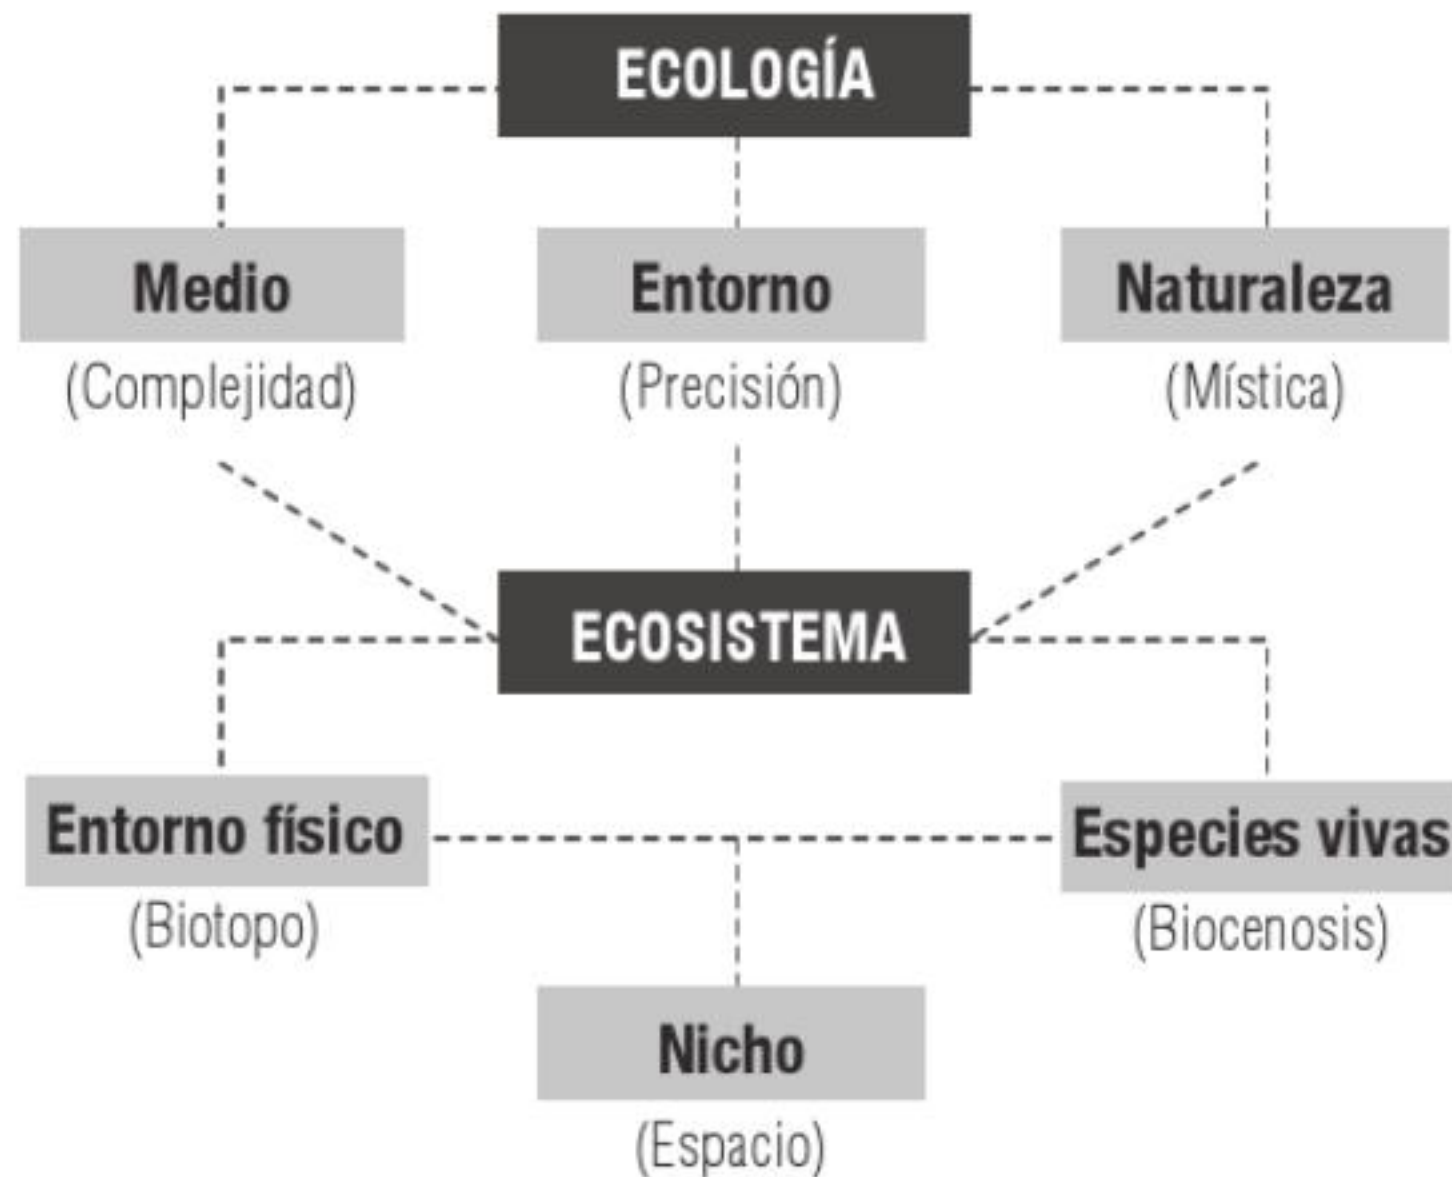 ECOLOGÍA
Medio
Entorno
Naturaleza
(Complejidad)
(Precisión)
(Mística)
ECOSISTEMA
Entorno físico
Especies vivas
(Biotopo)
(Biocenosis)
Nicho
(Espacio)